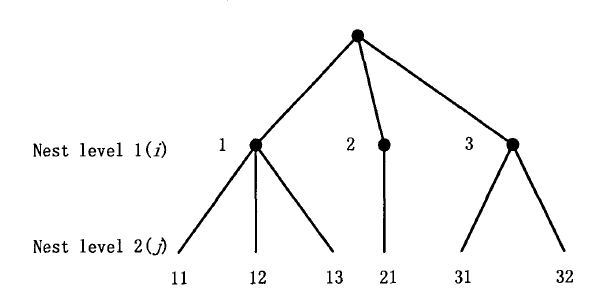 1 2 3
Nest level 1(i)
Nest level 2(j)
11 12 13 21 31 32